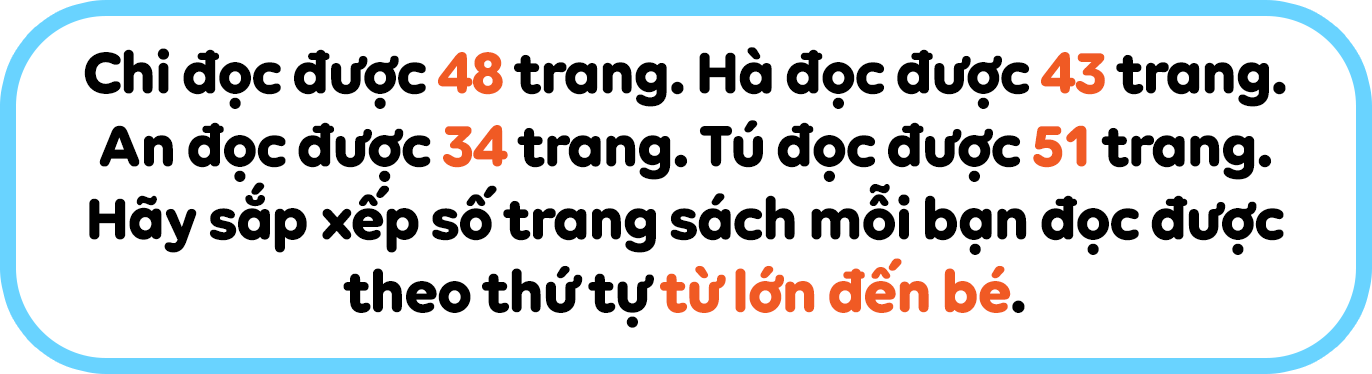 Chi đọc được 48 trang. Hà đọc được 43 trang.
An đọc được 34 trang. Tú đọc được 51 trang.
Hãy sắp xếp số trang sách mỗi bạn đọc được
theo thứ tự từ lớn đến bé.